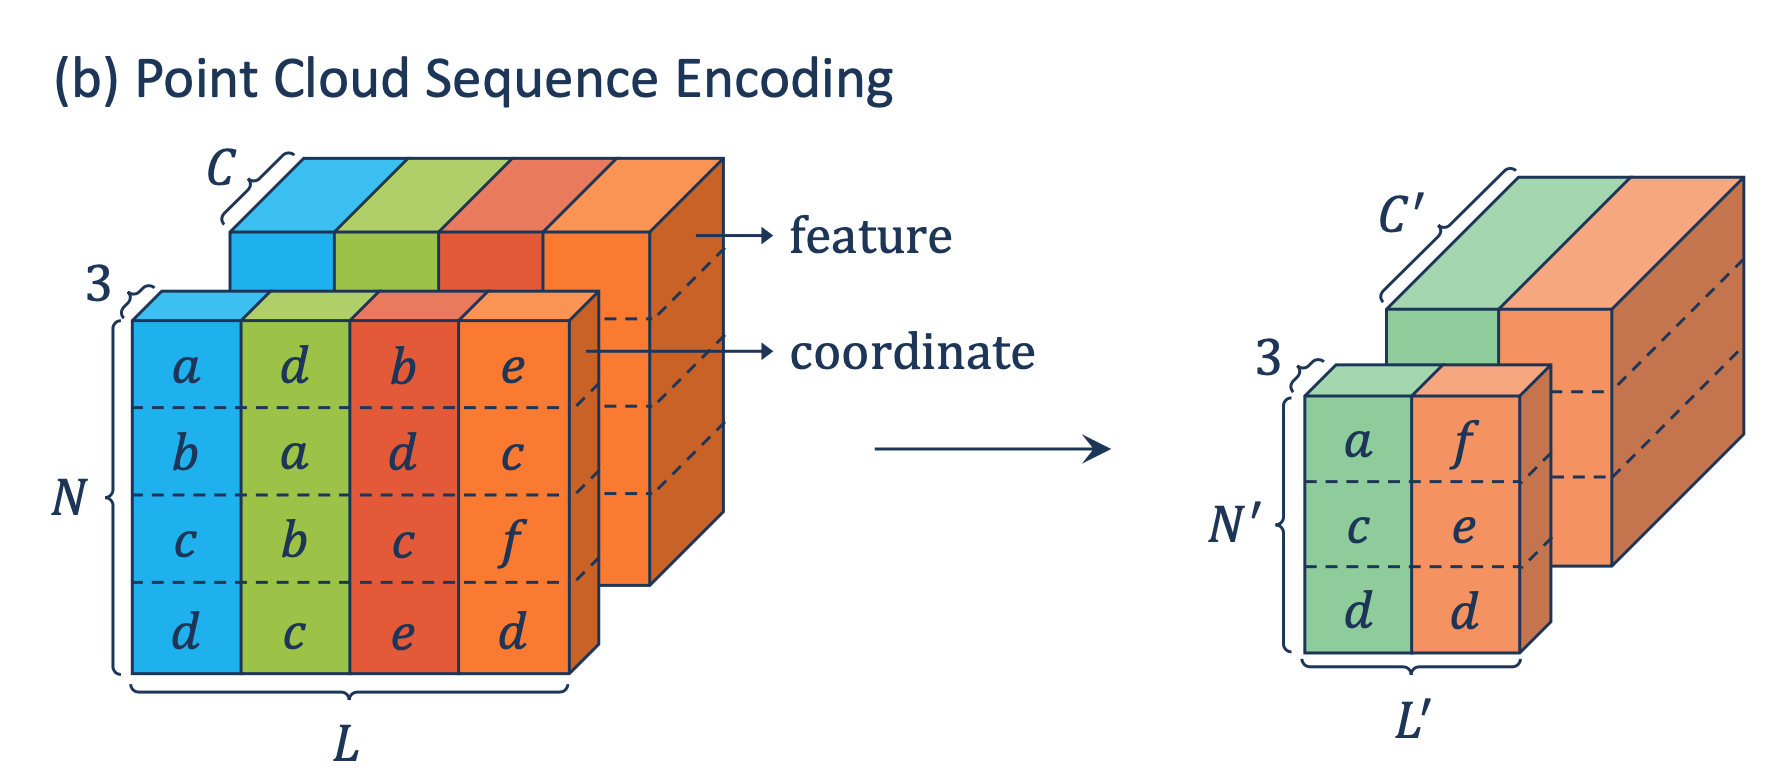 (b) Point Cloud Sequence Encoding
C
C′
feature
3
coordinate
3
N
a d b e
b a d c
c b c f
d c e d
L
N′
a f
c e
d d
L′